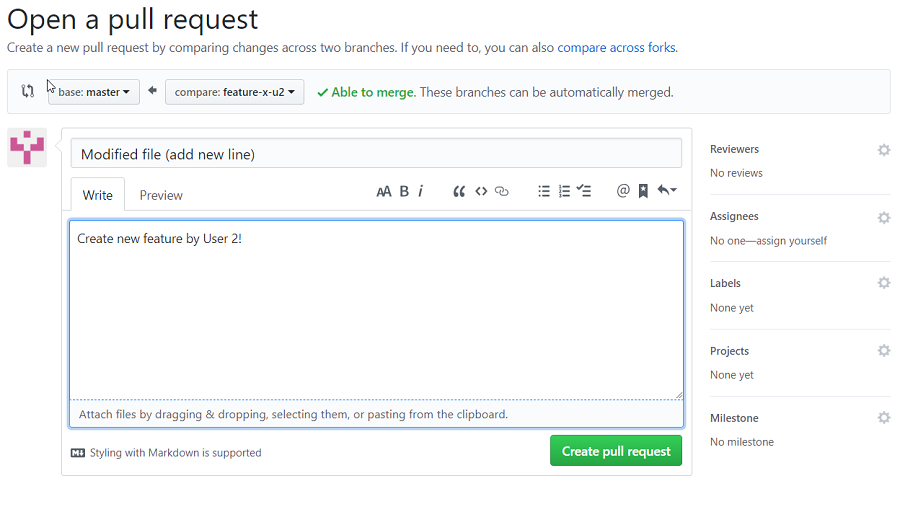 Open a pull request
Create a new pull request by comparing changes across two branches. If you need to, you can also compare across forks.
base: master compare: feature-x-u2 Able to merge. These branches can be automatically merged.
Modified file (add new line)
Write Preview AA B i @
Create new feature by User 2!
Attach files by dragging & dropping, selecting them, or pasting from the clipboard.
Styling with Markdown is supported
Create pull request
Reviewers
No reviews
Assignees
No one—assign yourself
Labels
None yet
Projects
None yet
Milestone
No milestone